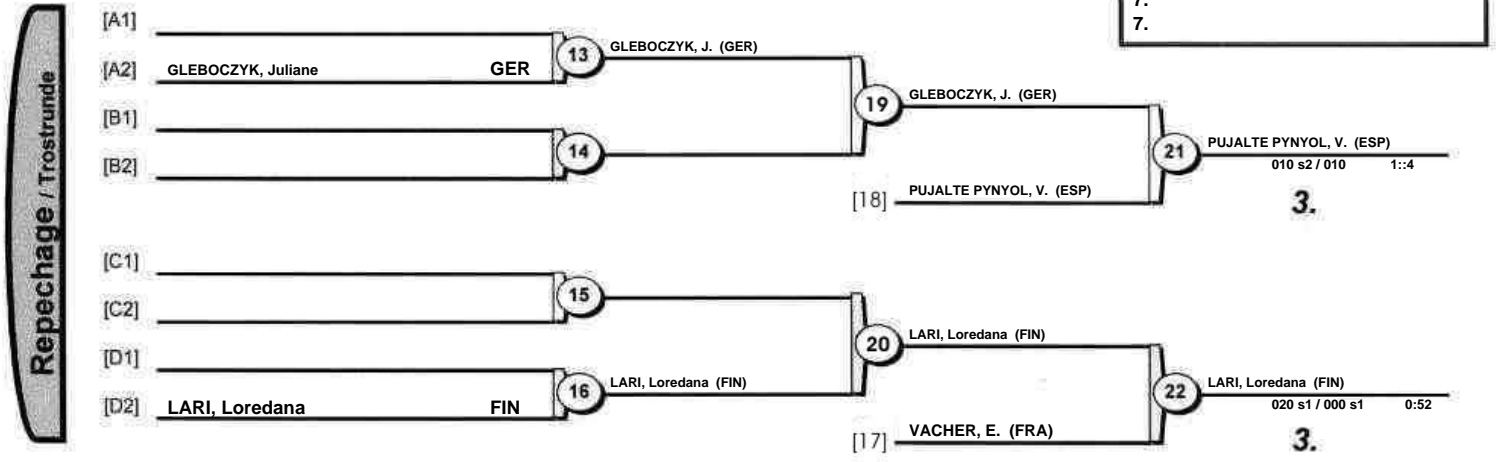 7.
7.
Repechage / Trostrunde
[A1]
[A2] GLEBOCZYK, Juliane GER
[B1]
[B2]
13
GLEBOCZYK, J. (GER)
14
19
GLEBOCZYK, J. (GER)
[18] PUJALTE PYNYOL, V. (ESP)
21
PUJALTE PYNYOL, V. (ESP)
010 s2 / 010 1::4
3.
[C1]
[C2]
[D1]
[D2] LARI, Loredana FIN
15
16
LARI, Loredana (FIN)
20
LARI, Loredana (FIN)
[17] VACHER, E. (FRA)
22
LARI, Loredana (FIN)
020 s1 / 000 s1 0:52
3.